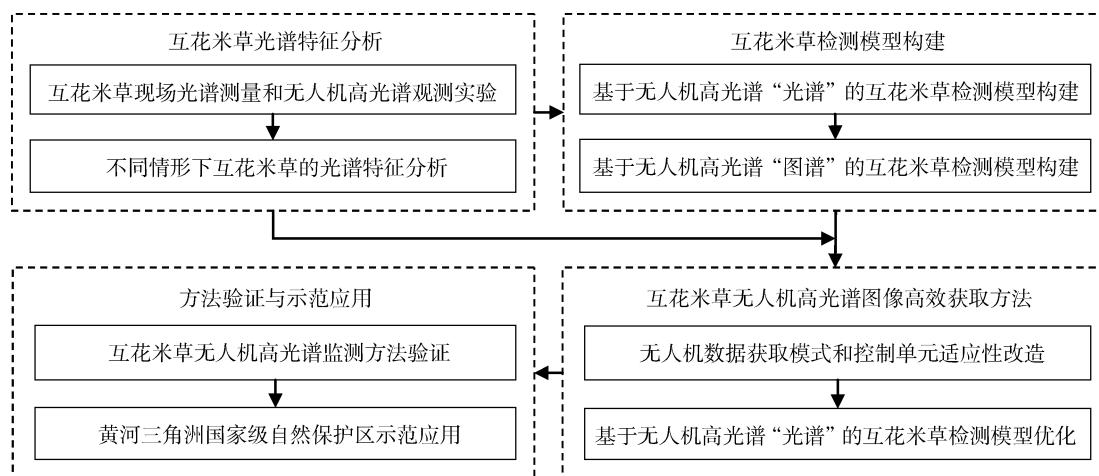 互花米草光谱特征分析
互花米草现场光谱测量和无人机高光谱观测实验
不同情形下互花米草的光谱特征分析
互花米草检测模型构建
基于无人机高光谱“光谱”的互花米草检测模型构建
基于无人机高光谱“图谱”的互花米草检测模型构建
互花米草无人机高光谱图像高效获取方法
无人机数据获取模式和控制单元适应性改造
基于无人机高光谱“光谱”的互花米草检测模型优化
方法验证与示范应用
互花米草无人机高光谱监测方法验证
黄河三角洲国家级自然保护区示范应用